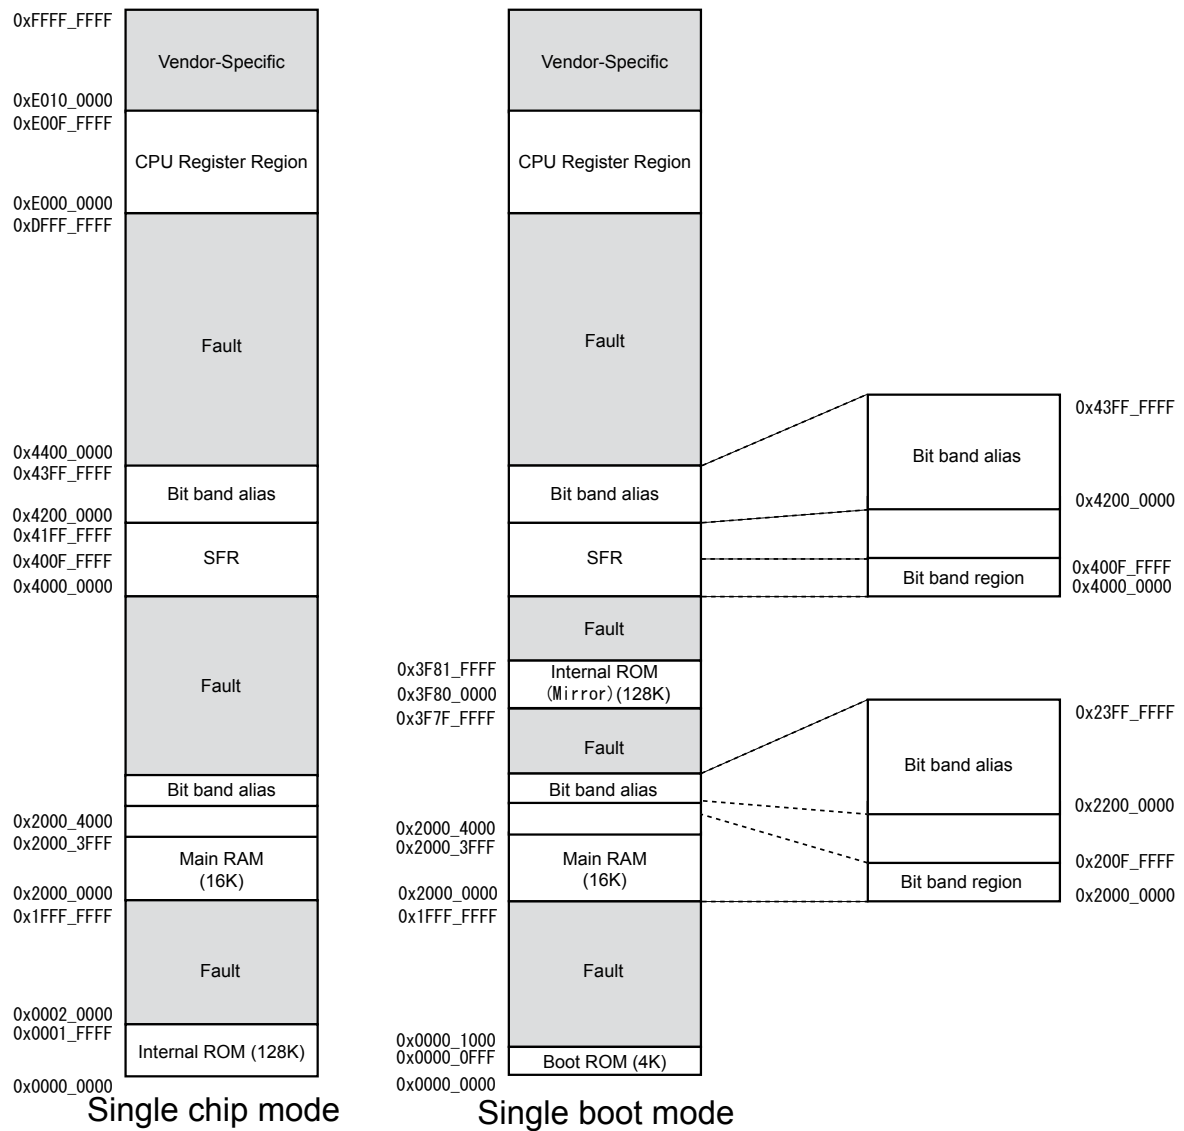 0xFFFF_FFFF
Vendor-Specific
0xE010_0000
0xE00F_FFFF
CPU Register Region
0xE000_0000
0xDFFF_FFFF
Fault
0x4400_0000
0x43FF_FFFF
Bit band alias
0x4200_0000
0x41FF_FFFF
0x400F_FFFF
SFR
0x4000_0000
Fault
Bit band alias
0x2000_4000
0x2000_3FFF
Main RAM
(16K)
0x2000_0000
0x1FFF_FFFF
Fault
0x0002_0000
0x0001_FFFF
Internal ROM (128K)
0x0000_0000
Single chip mode
Vendor-Specific
CPU Register Region
Fault
Bit band alias
SFR
Fault
0x3F81_FFFF
Internal ROM
(Mirror)(128K)
0x3F80_0000
0x3F7F_FFFF
Fault
Bit band alias
0x2000_4000
0x2000_3FFF
Main RAM
(16K)
0x2000_0000
0x1FFF_FFFF
Fault
0x0000_1000
0x0000_0FFF
Boot ROM (4K)
0x0000_0000
Single boot mode
0x43FF_FFFF
Bit band alias
0x4200_0000
0x400F_FFFF
Bit band region
0x4000_0000
0x23FF_FFFF
Bit band alias
0x2200_0000
0x200F_FFFF
Bit band region
0x2000_0000